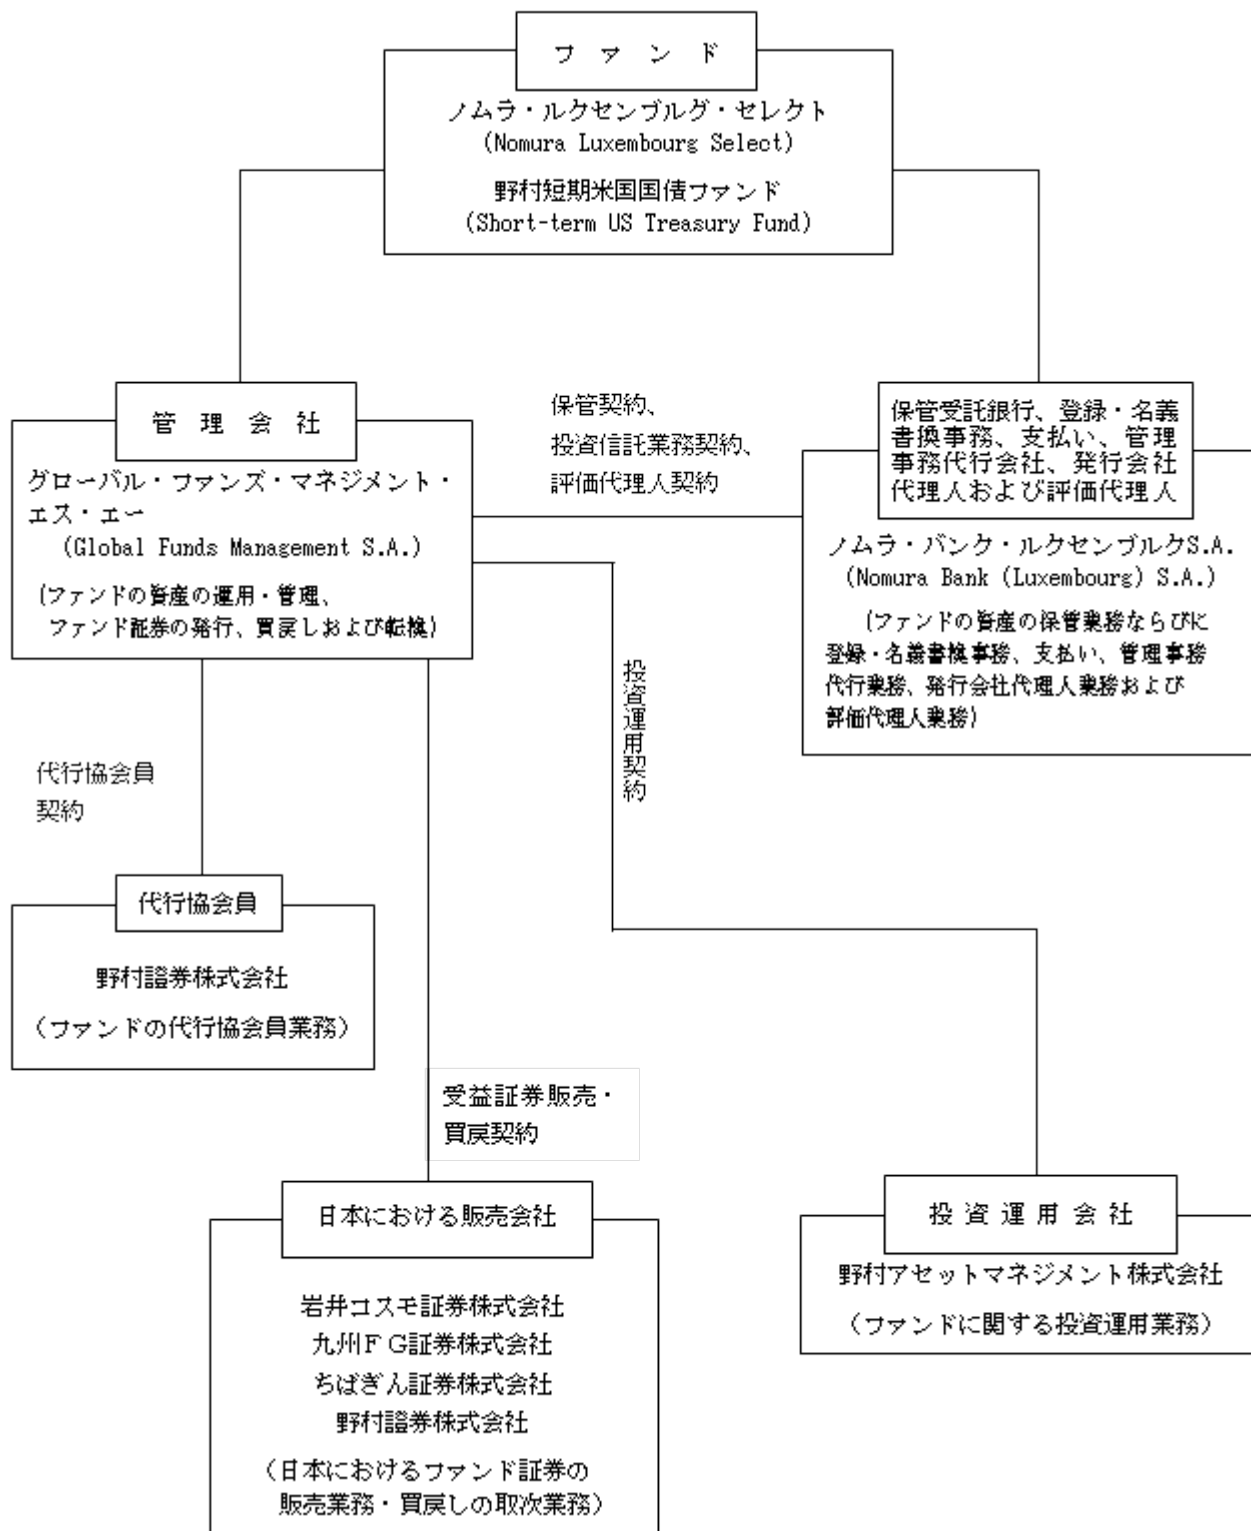 ファンド
ノムラ・ルクセンブルグ・セレクト
(Nomura Luxembourg Select)
野村短期米国国債ファンド
(Short-term US Treasury Fund)
管理会社
グローバル・ファンズ・マネジメント・
エス・エー
(Global Funds Management S.A.)
(ファンドの資産の運用・管理、
ファンド証券の発行、買戻しおよび転換)
保管契約、
投資信託業務契約、
評価代理人契約
保管受託銀行、登録・名義
書換事務、支払い、管理
事務代行会社、発行会社
代理人および評価代理人
ノムラ・バンク・ルクセンブルクS.A.
(Nomura Bank (Luxembourg) S.A.)
(ファンドの資産の保管業務ならびに
登録・名義書換事務、支払い、管理事務
代行業務、発行会社代理人業務および
評価代理人業務)
投資運用契約
代行協会員
契約
代行協会員
野村證券株式会社
(ファンドの代行協会員業務)
受益証券販売・
買戻契約
日本における販売会社
岩井コスモ証券株式会社
九州ＦＧ証券株式会社
ちばぎん証券株式会社
野村證券株式会社
(日本におけるファンド証券の
販売業務・買戻しの取次業務)
投資運用会社
野村アセットマネジメント株式会社
(ファンドに関する投資運用業務)